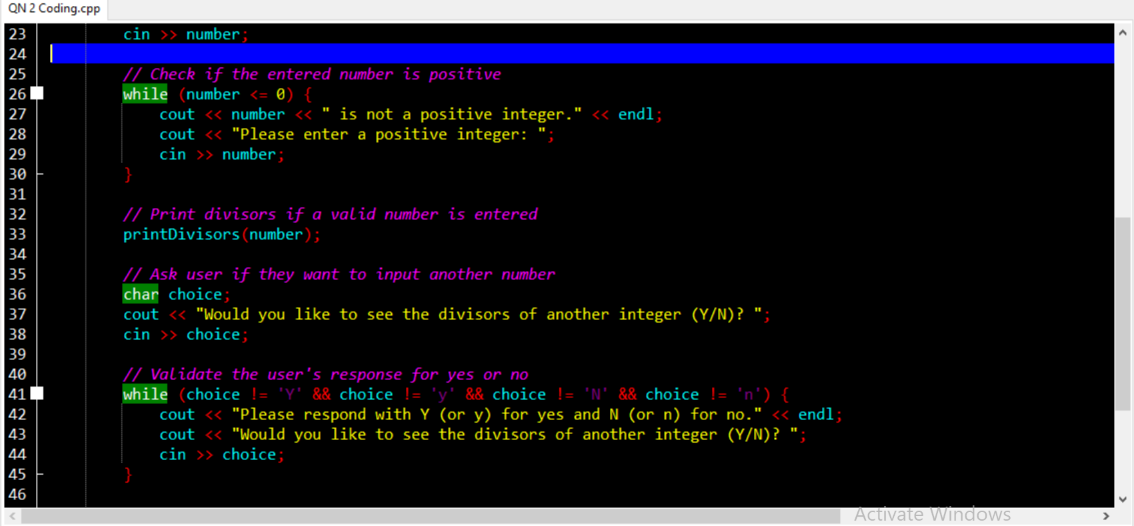 QN 2 Coding.cpp
23 cin >> number;
24
25 // Check if the entered number is positive
26 while (number <= 0) {
27 cout << number << " is not a positive integer." << endl;
28 cout << "Please enter a positive integer: ";
29 cin >> number;
30 }
31
32 // Print divisors if a valid number is entered
33 printDivisors(number);
34
35 // Ask user if they want to input another number
36 char choice;
37 cout << "Would you like to see the divisors of another integer (Y/N)? ";
38 cin >> choice;
39
40 // Validate the user's response for yes or no
41 while (choice != 'Y' && choice != 'y' && choice != 'N' && choice != 'n') {
42 cout << "Please respond with Y (or y) for yes and N (or n) for no." << endl;
43 cout << "Would you like to see the divisors of another integer (Y/N)? ";
44 cin >> choice;
45 }
46
Activate Windows